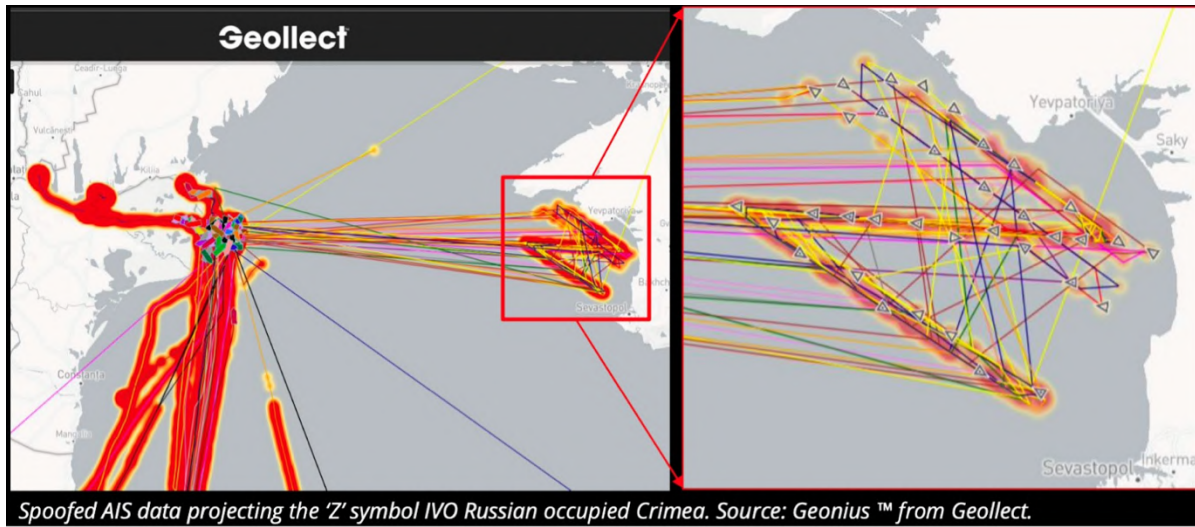 Geollect
Ceadîr-Lunga
Cahul
Vulcănești
Kiliia
Constanța
Mangalia
Yevpatoriya
Sevastopol
Yevpatoriya
Saky
Sevastopol
Inkerma
Spoofed AIS data projecting the ‘Z’ symbol IVO Russian occupied Crimea. Source: Geonius ™ from Geollect.